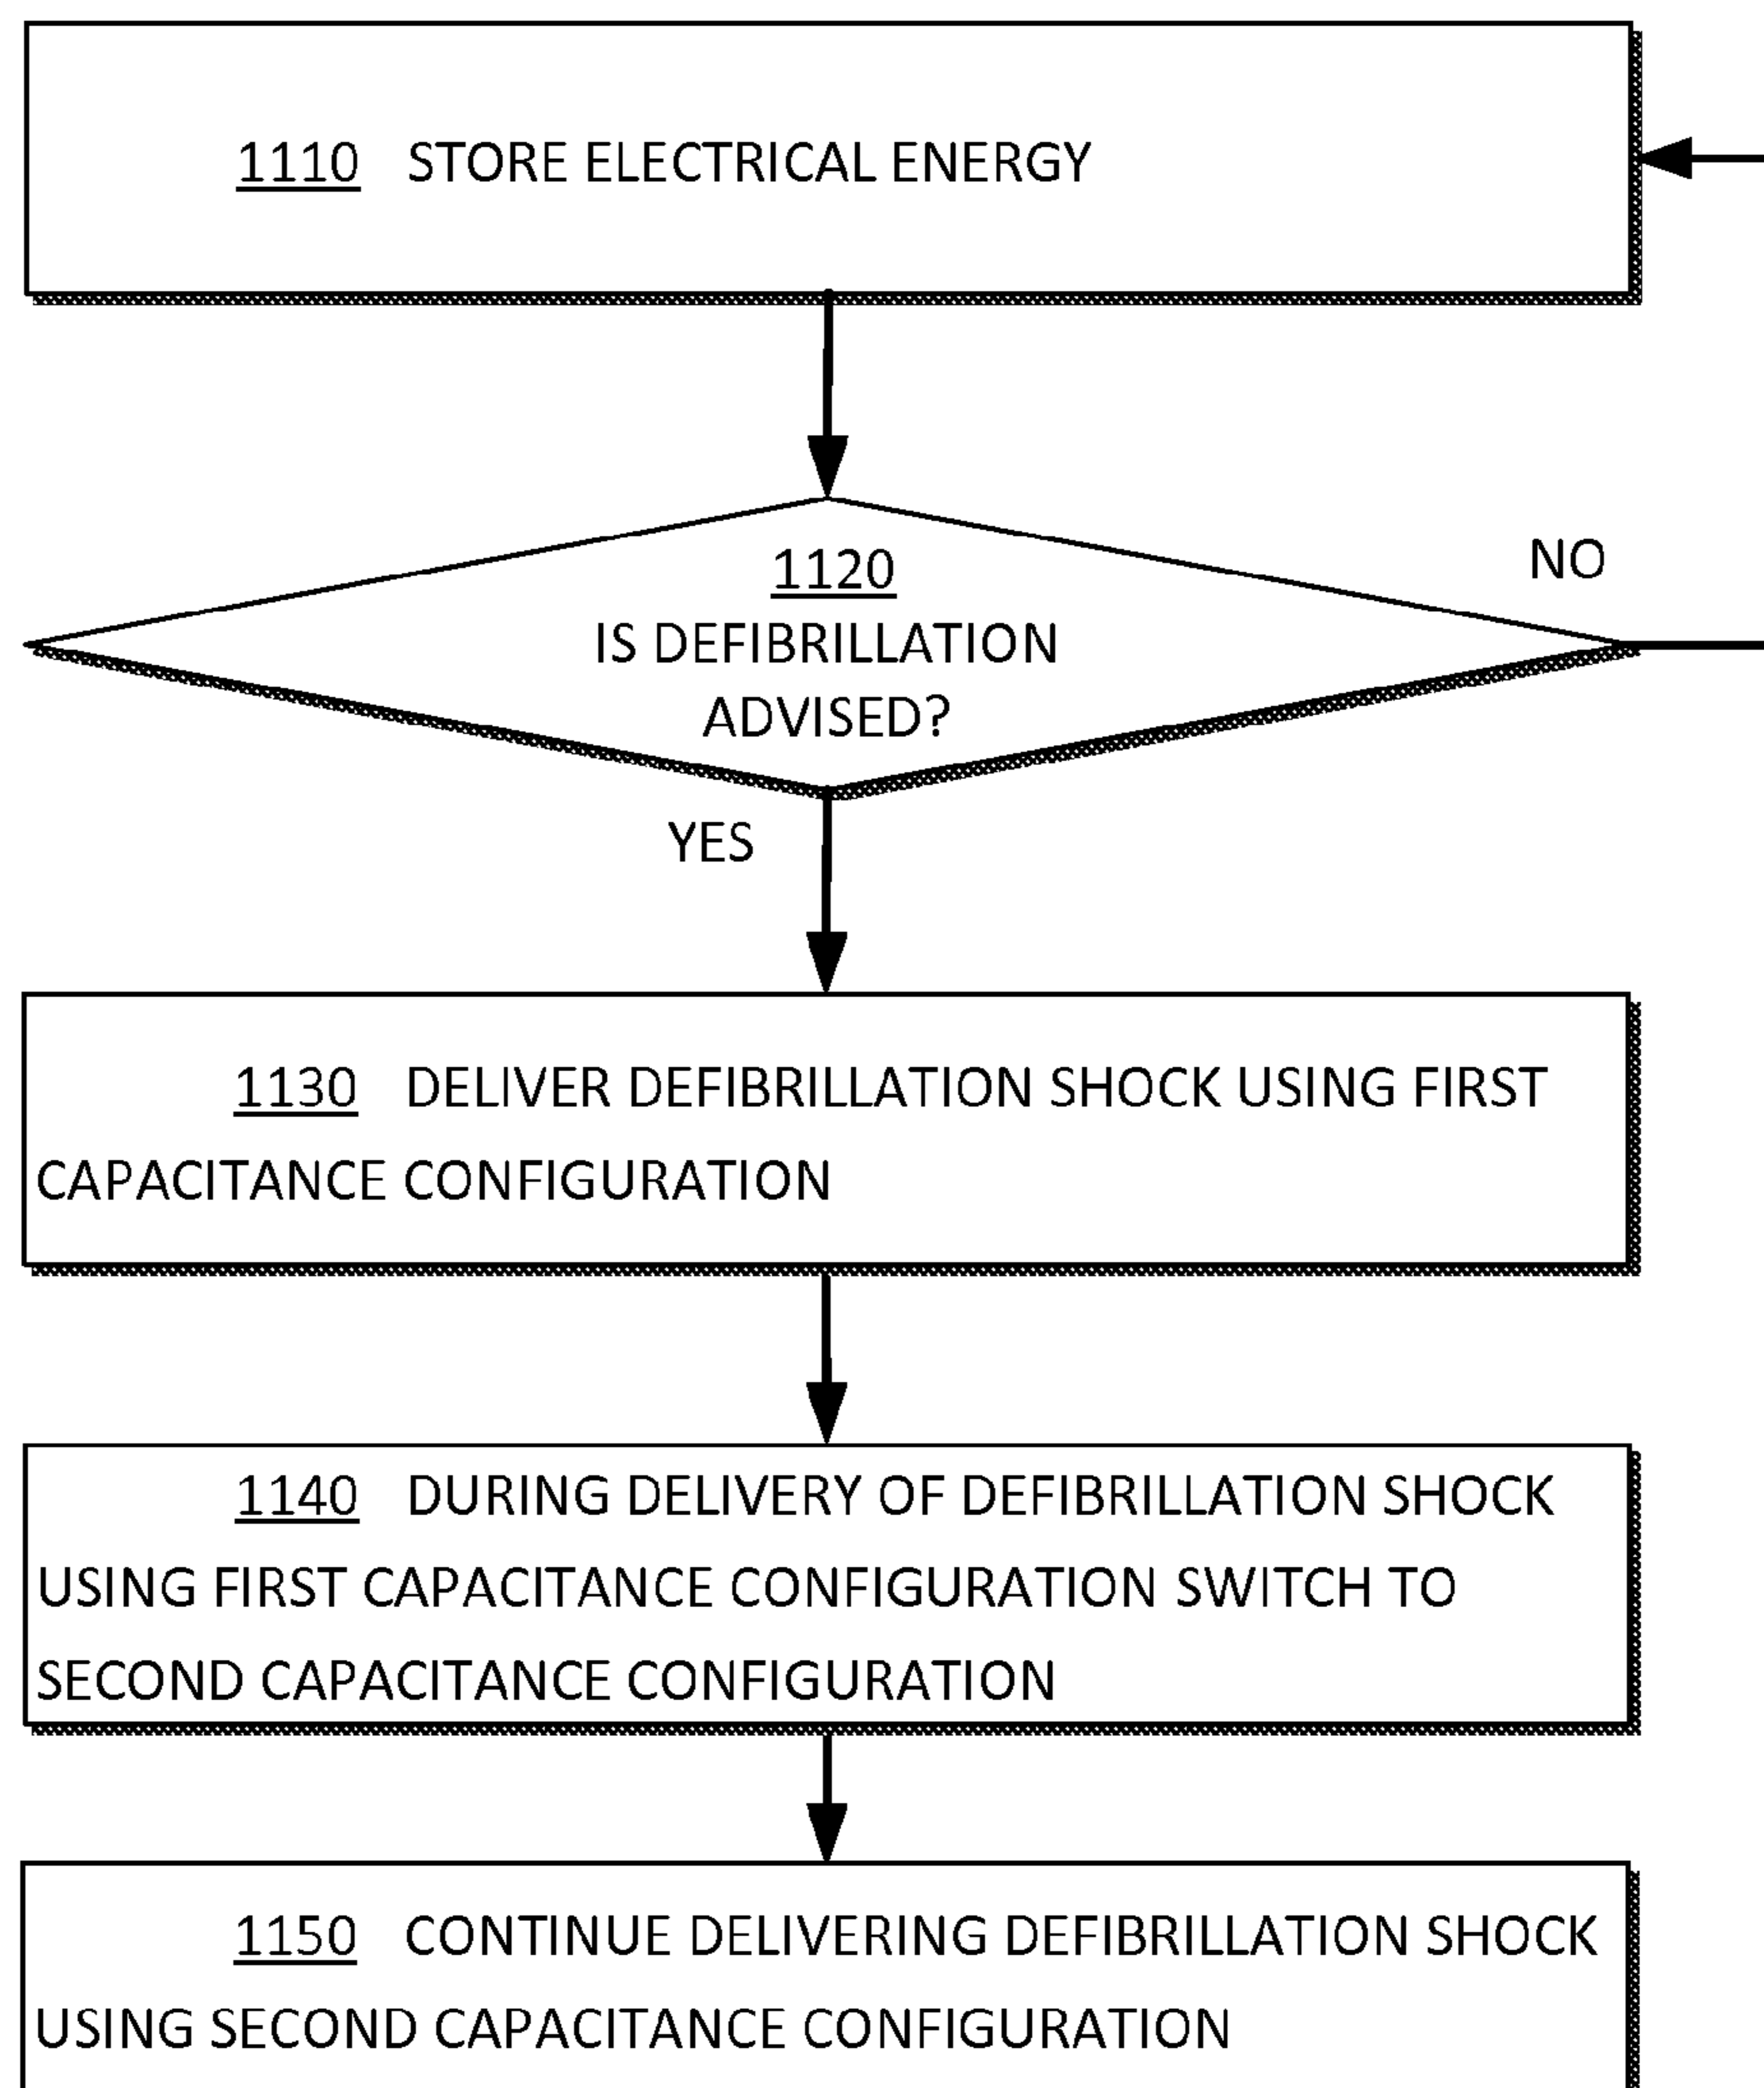 1110 STORE ELECTRICAL ENERGY
1120
IS DEFIBRILLATION
ADVISED?
NO
YES
1130 DELIVER DEFIBRILLATION SHOCK USING FIRST
CAPACITANCE CONFIGURATION
1140 DURING DELIVERY OF DEFIBRILLATION SHOCK
USING FIRST CAPACITANCE CONFIGURATION SWITCH TO
SECOND CAPACITANCE CONFIGURATION
1150 CONTINUE DELIVERING DEFIBRILLATION SHOCK
USING SECOND CAPACITANCE CONFIGURATION